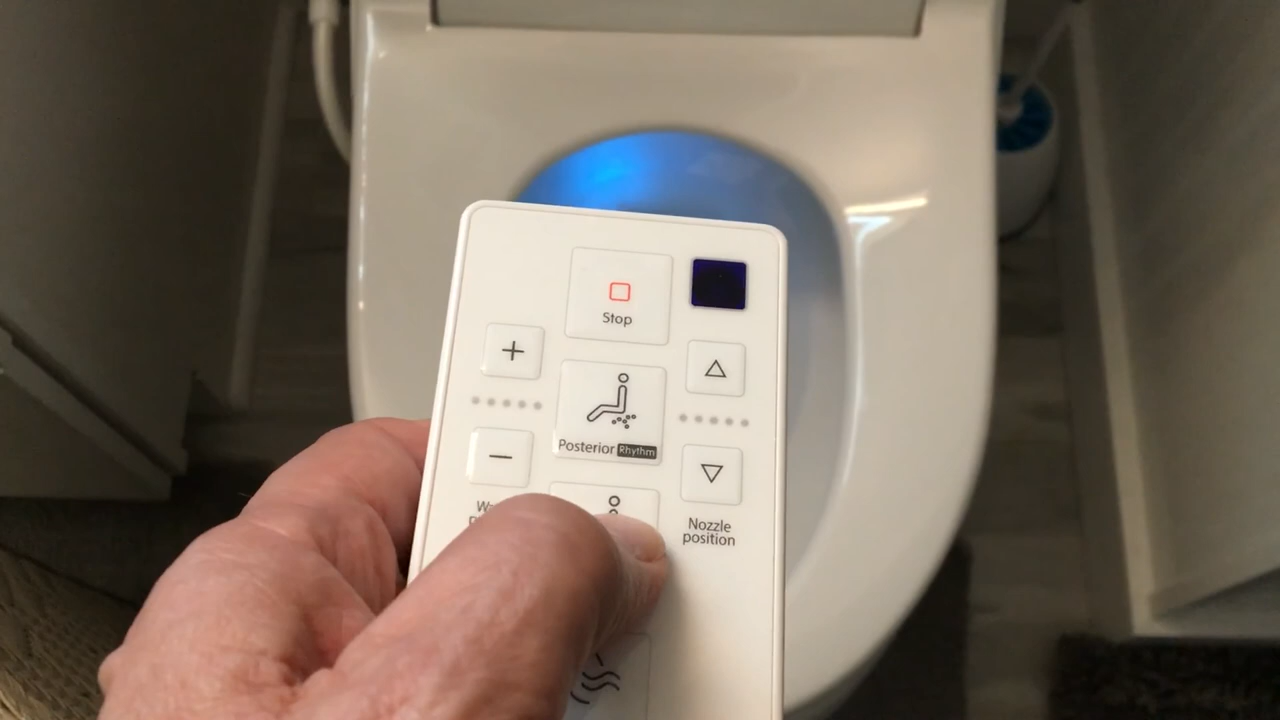 Stop
+
Posterior Rhythm
−
Nozzle
position